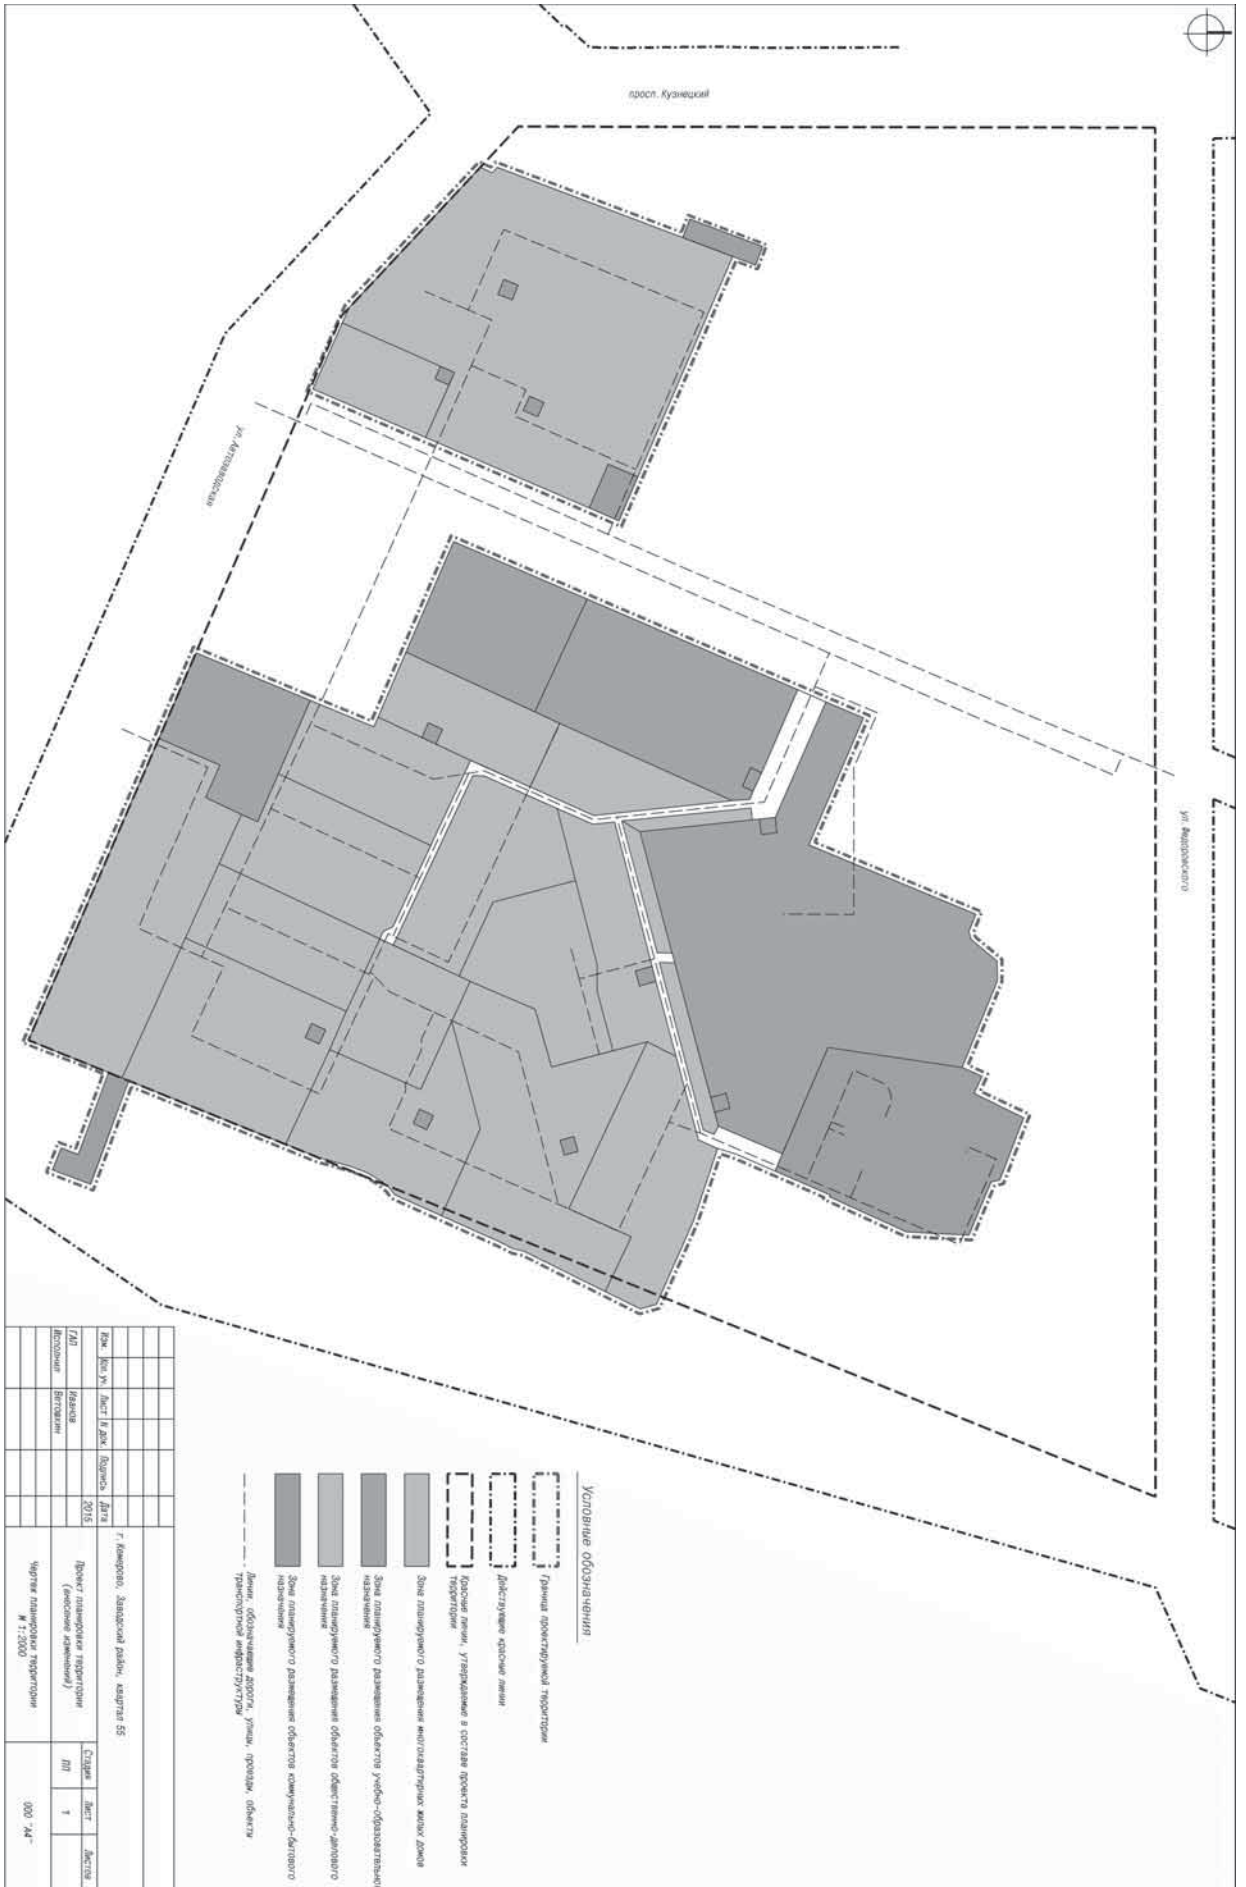 просп. Кузнецкий
ул. Автозаводская
ул. Федоровского
Условные обозначения
Граница проектируемой территории
Действующие красные линии
Красные линии, утверждаемые в составе проекта планировки
территории
Зона планируемого размещения многоквартирных жилых домов
Зона планируемого размещения объектов учебно-образовательного
назначения
Зона планируемого размещения объектов общественно-делового
назначения
Зона планируемого размещения объектов коммунально-бытового
назначения
Линии, обозначающие дороги, улицы, проезды, объекты
транспортной инфраструктуры
г. Кемерово, Заводский район, квартал 55
Изм. Кол.уч. Лист N док. Подпись Дата
ГАП Иванов 2015
Исполнил Ветовкин
Проект планировки территории
(внесение изменений)
Стадия Лист Листов
ПП 1
Чертеж планировки территории
М 1:2000
ООО "А4"